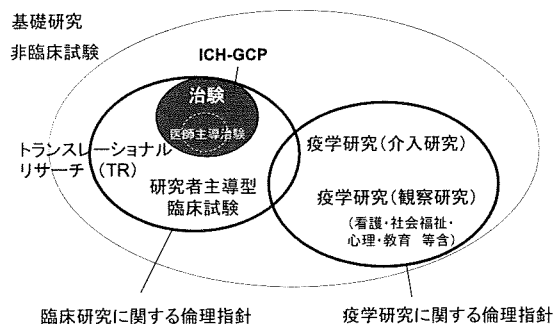 基礎研究
非臨床試験
ICH-GCP
治験
医師主導治験
トランスレーショナル
リサーチ（TR）
研究者主導型
臨床試験
疫学研究（介入研究）
疫学研究（観察研究）
（看護・社会福祉・
心理・教育　等含）
臨床研究に関する倫理指針
疫学研究に関する倫理指針